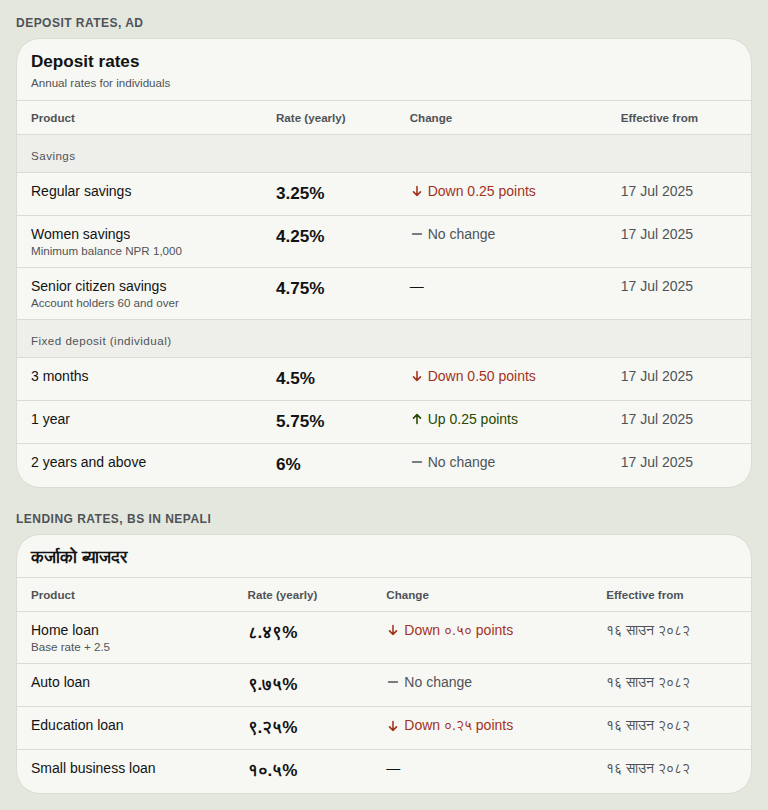 DEPOSIT RATES, AD
Deposit rates
Annual rates for individuals
Product Rate (yearly) Change Effective from
Savings
Regular savings 3.25% ↓ Down 0.25 points 17 Jul 2025
Women savings 4.25% — No change 17 Jul 2025
Minimum balance NPR 1,000
Senior citizen savings 4.75% — 17 Jul 2025
Account holders 60 and over
Fixed deposit (individual)
3 months 4.5% ↓ Down 0.50 points 17 Jul 2025
1 year 5.75% ↑ Up 0.25 points 17 Jul 2025
2 years and above 6% — No change 17 Jul 2025
LENDING RATES, BS IN NEPALI
कर्जाको ब्याजदर
Product Rate (yearly) Change Effective from
Home loan ८.४९% ↓ Down ०.५० points १६ साउन २०८२
Base rate + 2.5
Auto loan ९.७५% — No change १६ साउन २०८२
Education loan ९.२५% ↓ Down ०.२५ points १६ साउन २०८२
Small business loan १०.५% — १६ साउन २०८२